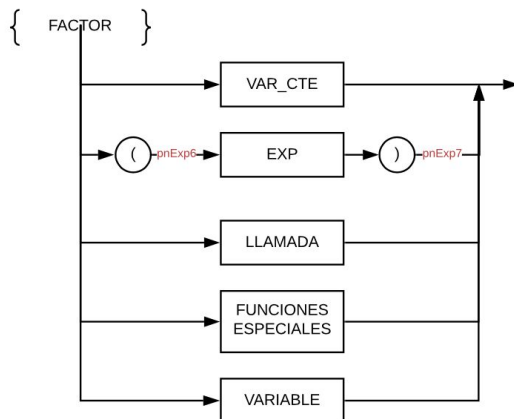 { FACTOR }
VAR_CTE
( pnExp6 EXP ) pnExp7
LLAMADA
FUNCIONES
ESPECIALES
VARIABLE